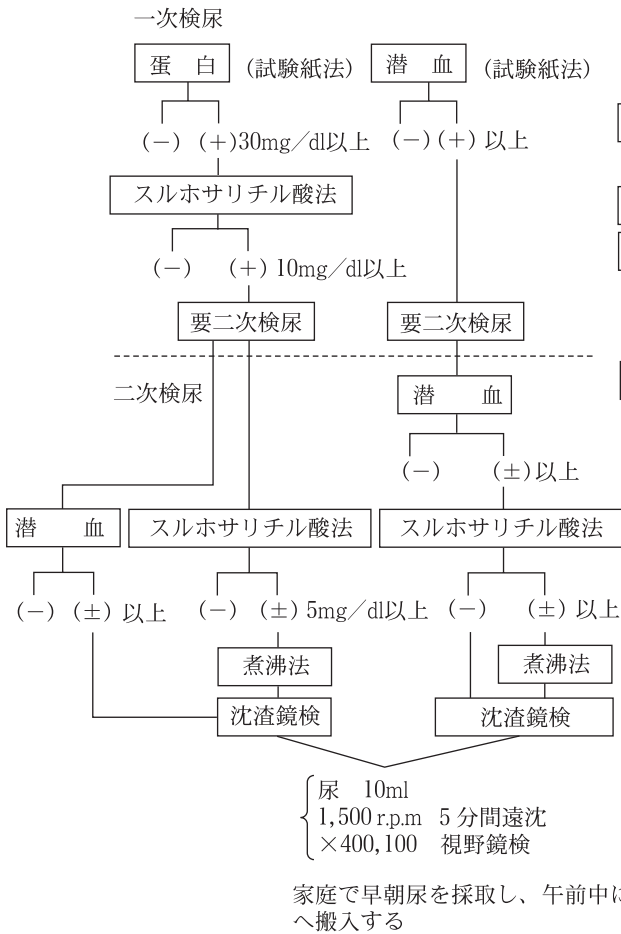 一次検尿
蛋 白 (試験紙法) 潜 血 (試験紙法)
(−) (+)30mg/dl以上 (−)(+)以上
スルホサリチル酸法
(−) (+)10mg/dl以上
要二次検尿 要二次検尿
二次検尿
潜 血
(−) (±)以上
潜 血 スルホサリチル酸法 スルホサリチル酸法
(−) (±)以上 (−) (±)5mg/dl以上 (−) (±)以上
煮沸法 煮沸法
沈渣鏡検 沈渣鏡検
尿 10ml
1,500 r.p.m 5分間遠沈
×400,100 視野鏡検
家庭で早朝尿を採取し、午前中に
へ搬入する